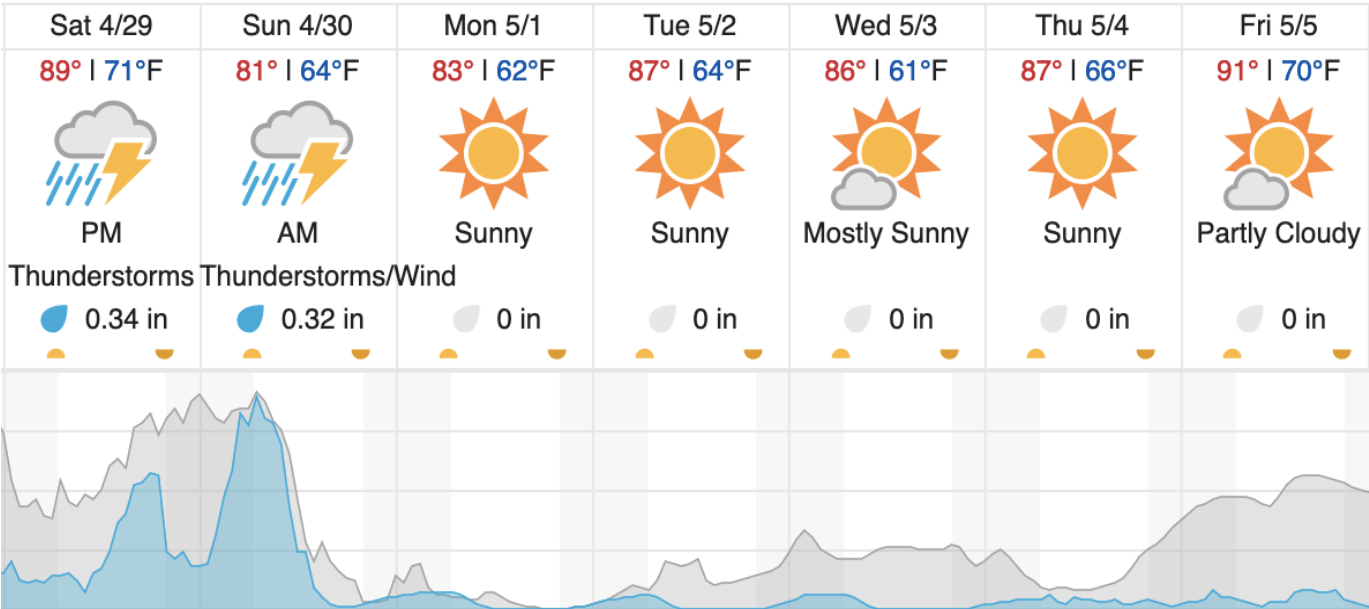 Sat 4/29 Sun 4/30 Mon 5/1 Tue 5/2 Wed 5/3 Thu 5/4 Fri 5/5
89° | 71°F 81° | 64°F 83° | 62°F 87° | 64°F 86° | 61°F 87° | 66°F 91° | 70°F
PM AM Sunny Sunny Mostly Sunny Sunny Partly Cloudy
Thunderstorms Thunderstorms/Wind
0.34 in 0.32 in 0 in 0 in 0 in 0 in 0 in